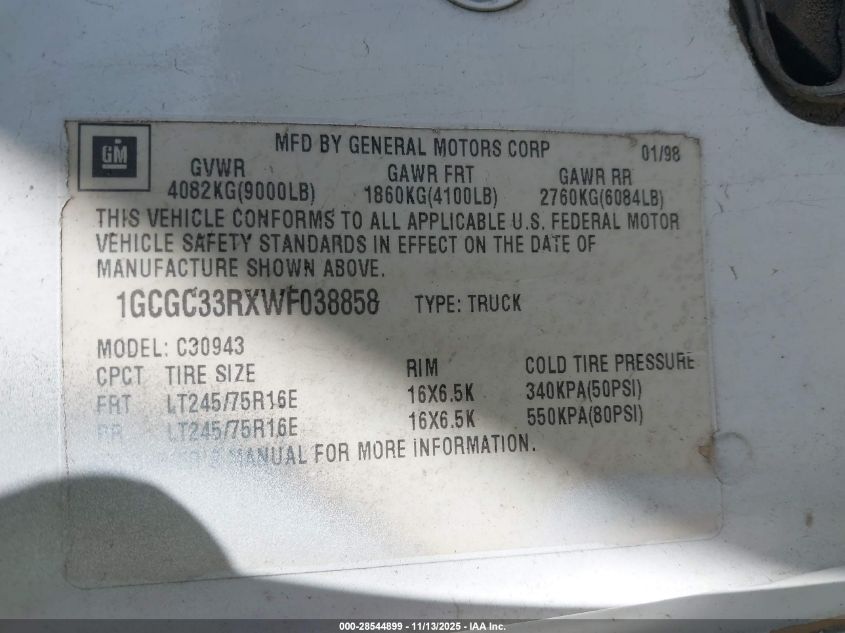 GM
MFD BY GENERAL MOTORS CORP 01/98
GVWR GAWR FRT GAWR RR
4082KG(9000LB) 1860KG(4100LB) 2760KG(6084LB)
THIS VEHICLE CONFORMS TO ALL APPLICABLE U.S. FEDERAL MOTOR
VEHICLE SAFETY STANDARDS IN EFFECT ON THE DATE OF
MANUFACTURE SHOWN ABOVE.
1GCGC33RXWF038858 TYPE: TRUCK
MODEL: C30943
CPCT TIRE SIZE RIM COLD TIRE PRESSURE
FRT LT245/75R16E 16X6.5K 340KPA(50PSI)
RR LT245/75R16E 16X6.5K 550KPA(80PSI)
MANUAL FOR MORE INFORMATION.
000-28544899 - 11/13/2025 - IAA Inc.